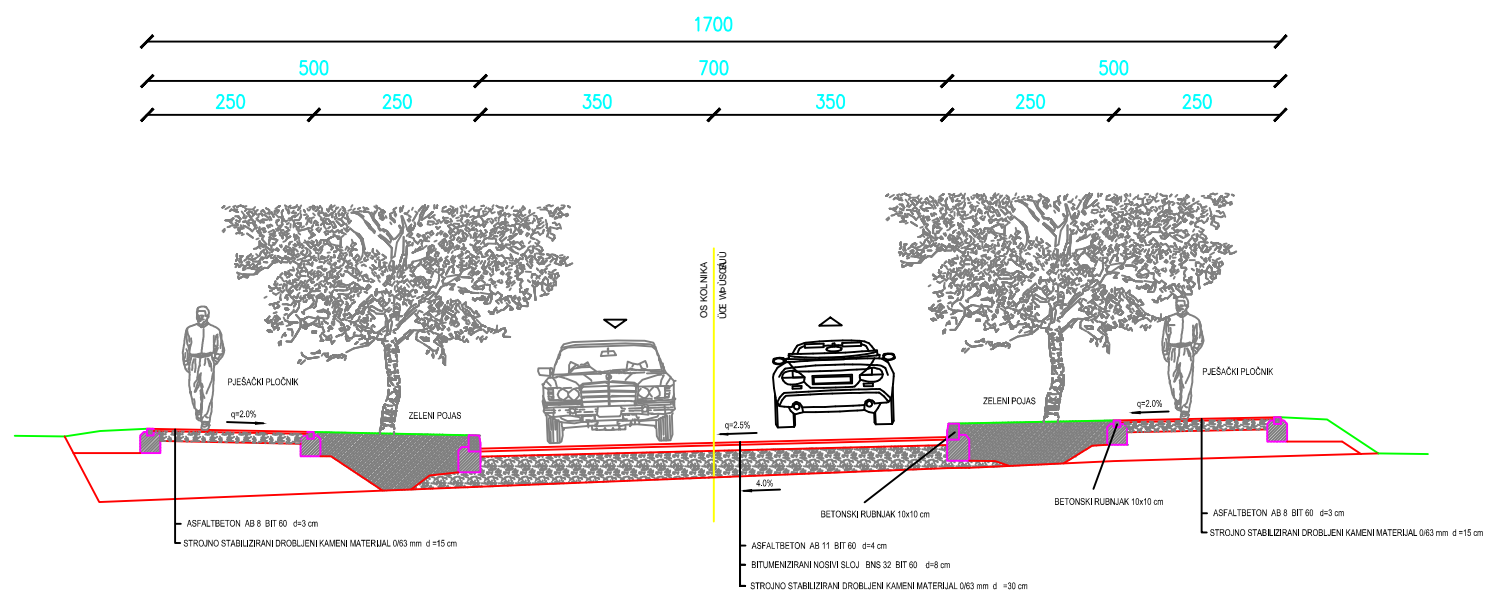 1700
500 700 500
250 250 350 350 250 250
OS KOLNIKA
PJEŠAČKI PLOČNIK
ZELENI POJAS
q=2.0%
q=2.5%
4.0%
ZELENI POJAS
PJEŠAČKI PLOČNIK
q=2.0%
BETONSKI RUBNJAK 10x10 cm
BETONSKI RUBNJAK 10x10 cm
ASFALTBETON AB 8 BIT 60 d=3 cm
STROJNO STABILIZIRANI DROBLJENI KAMENI MATERIJAL 0/63 mm d =15 cm
ASFALTBETON AB 11 BIT 60 d=4 cm
BITUMENIZIRANI NOSIVI SLOJ BNS 32 BIT 60 d=8 cm
STROJNO STABILIZIRANI DROBLJENI KAMENI MATERIJAL 0/63 mm d =30 cm
ASFALTBETON AB 8 BIT 60 d=3 cm
STROJNO STABILIZIRANI DROBLJENI KAMENI MATERIJAL 0/63 mm d =15 cm